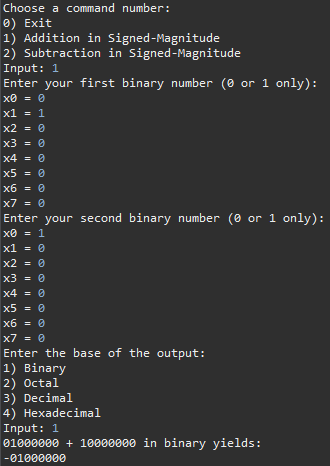 Choose a command number:
0) Exit
1) Addition in Signed-Magnitude
2) Subtraction in Signed-Magnitude
Input: 1
Enter your first binary number (0 or 1 only):
x0 = 0
x1 = 1
x2 = 0
x3 = 0
x4 = 0
x5 = 0
x6 = 0
x7 = 0
Enter your second binary number (0 or 1 only):
x0 = 1
x1 = 0
x2 = 0
x3 = 0
x4 = 0
x5 = 0
x6 = 0
x7 = 0
Enter the base of the output:
1) Binary
2) Octal
3) Decimal
4) Hexadecimal
Input: 1
01000000 + 10000000 in binary yields:
-01000000